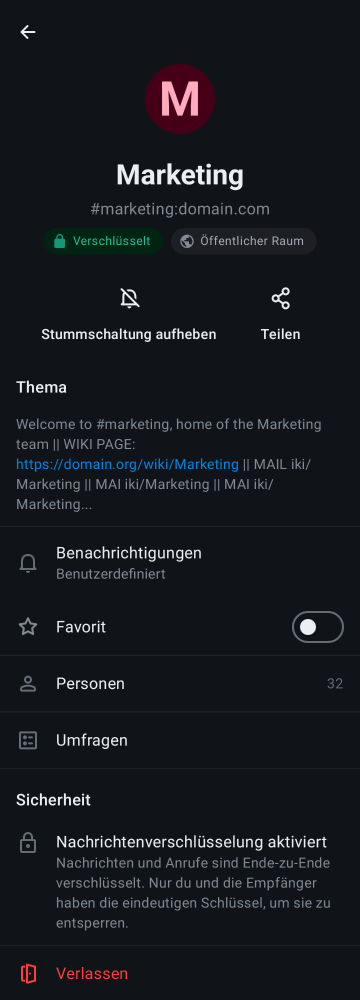 M
Marketing
#marketing:domain.com
Verschlüsselt
Öffentlicher Raum
Stummschaltung aufheben
Teilen
Thema
Welcome to #marketing, home of the Marketing
team || WIKI PAGE:
https://domain.org/wiki/Marketing || MAIL iki/
Marketing || MAI iki/Marketing || MAI iki/
Marketing...
Benachrichtigungen
Benutzerdefiniert
Favorit
Personen
32
Umfragen
Sicherheit
Nachrichtenverschlüsselung aktiviert
Nachrichten und Anrufe sind Ende-zu-Ende
verschlüsselt. Nur du und die Empfänger
haben die eindeutigen Schlüssel, um sie zu
entsperren.
Verlassen